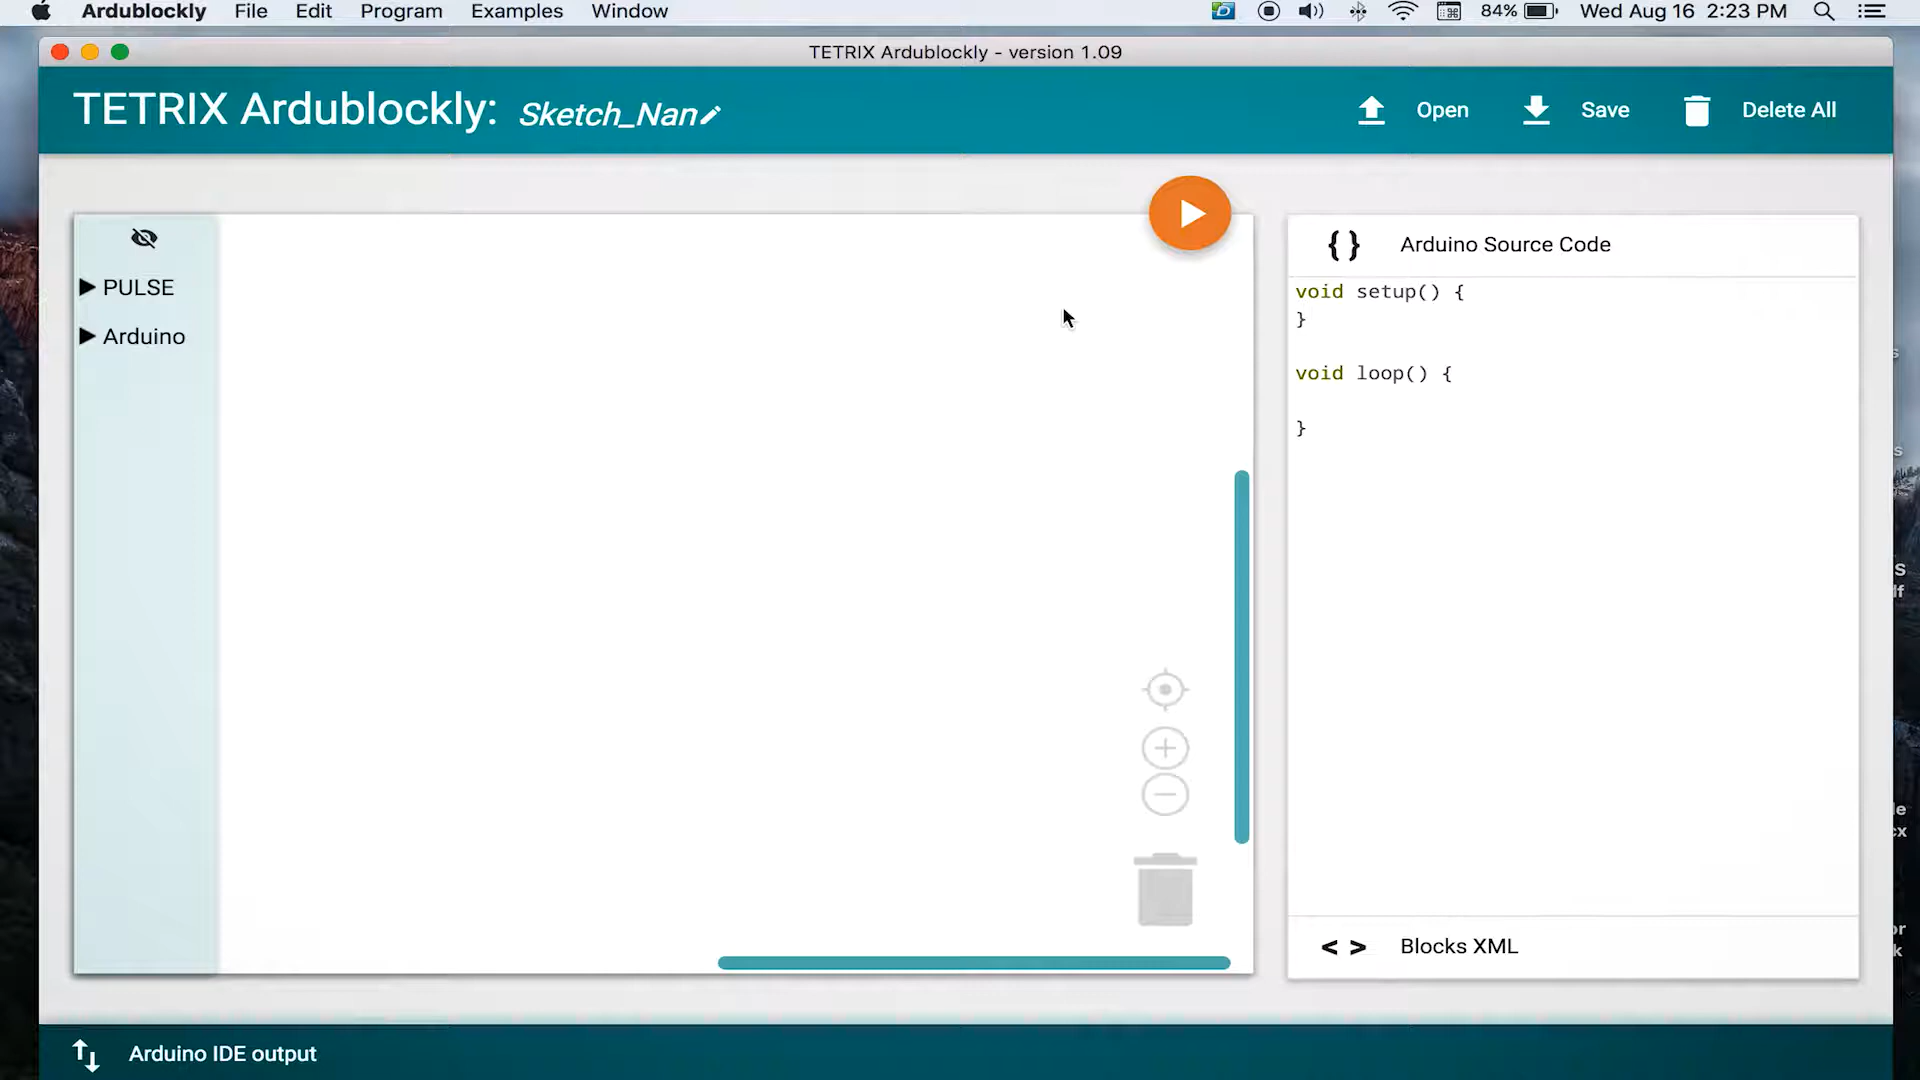 Ardublockly File Edit Program Examples Window 84% Wed Aug 16 2:23 PM
TETRIX Ardublockly - version 1.09
TETRIX Ardublockly: Sketch_Nan
Open Save Delete All
PULSE
Arduino
{ } Arduino Source Code
void setup() {
}
void loop() {
}
< > Blocks XML
Arduino IDE output